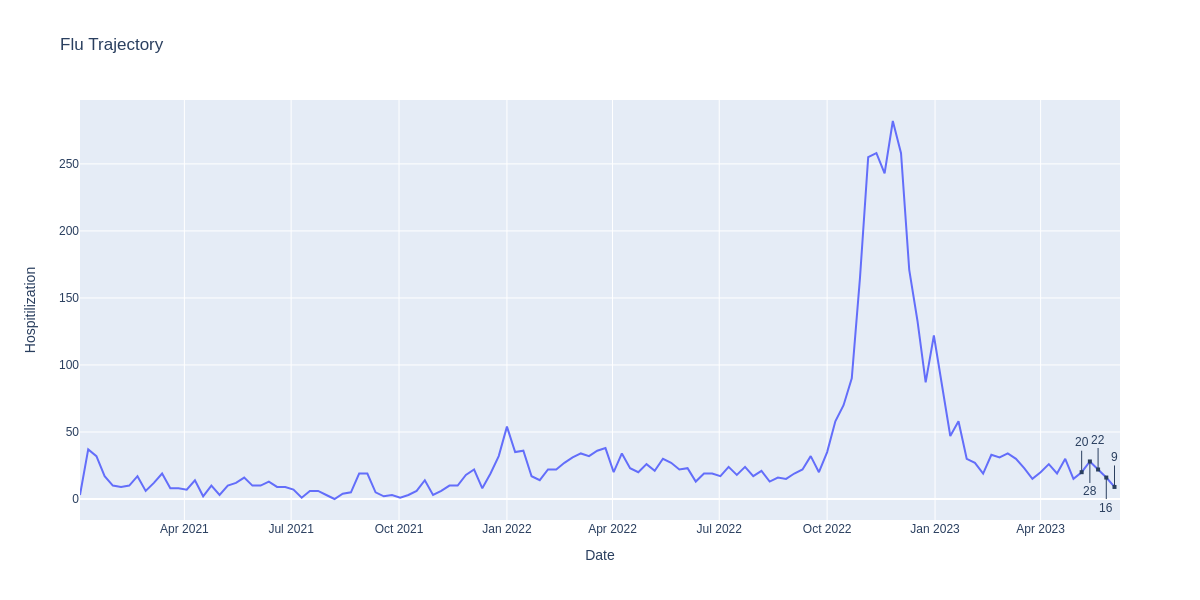 Flu Trajectory
Hospitilization
250
200
150
100
50
0
20
22
9
28
16
Apr 2021
Jul 2021
Oct 2021
Jan 2022
Apr 2022
Jul 2022
Oct 2022
Jan 2023
Apr 2023
Date